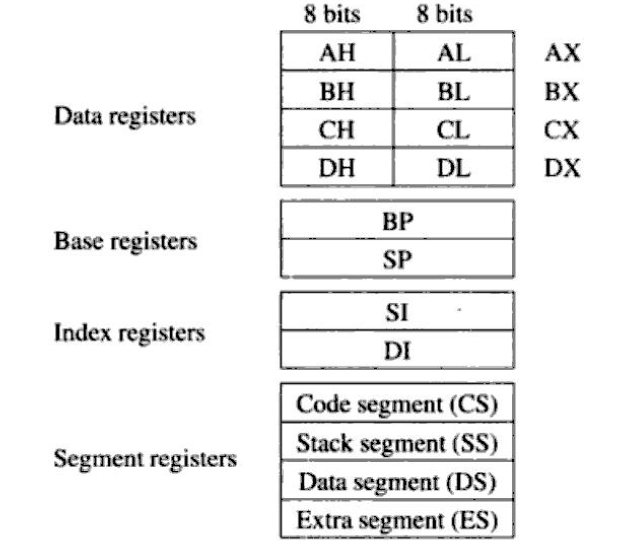 8 bits 8 bits
AH AL AX
BH BL BX
Data registers
CH CL CX
DH DL DX
BP
Base registers
SP
SI
Index registers
DI
Code segment (CS)
Stack segment (SS)
Segment registers
Data segment (DS)
Extra segment (ES)